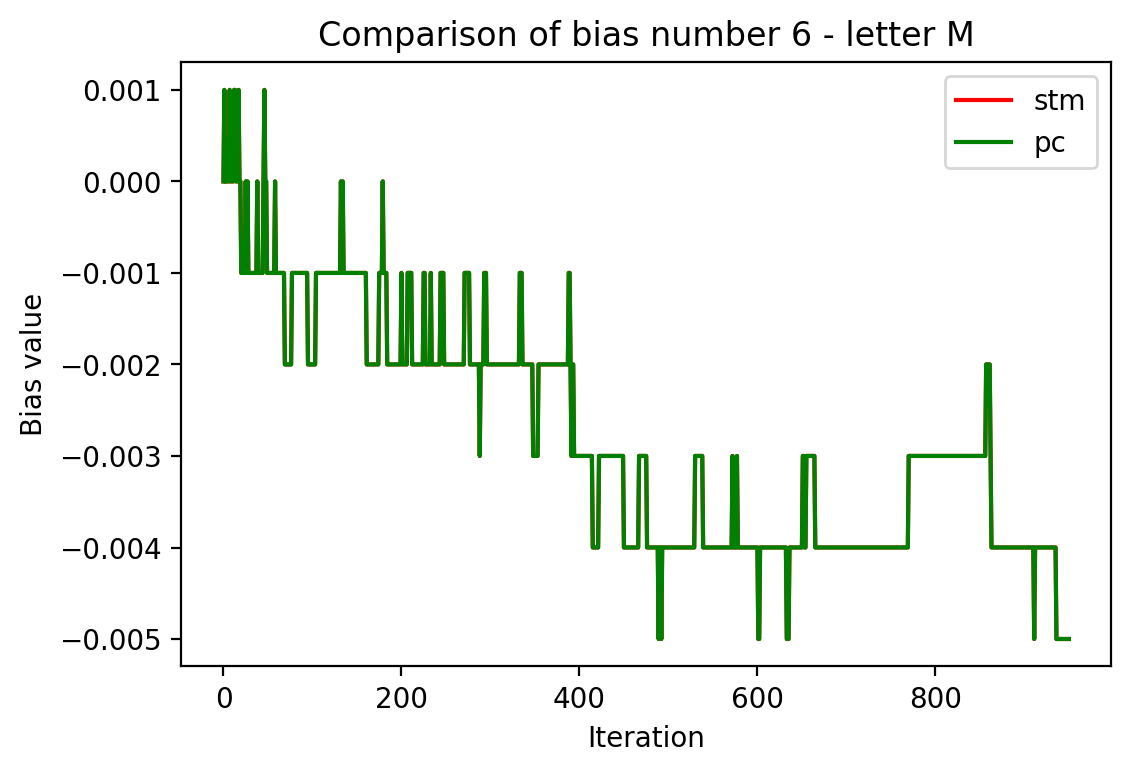 Comparison of bias number 6 - letter M
stm
pc
0.001
0.000
−0.001
−0.002
−0.003
−0.004
−0.005
Bias value
0 200 400 600 800
Iteration